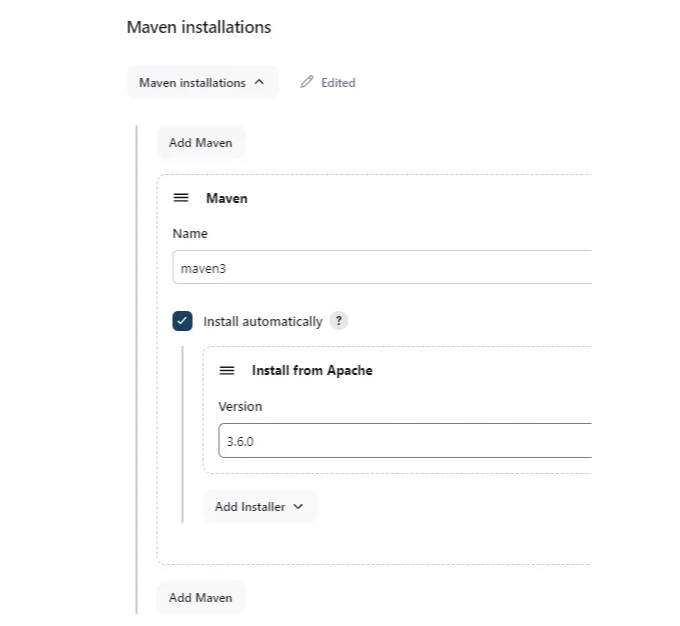 Maven installations
Maven installations
Edited
Add Maven
Maven
Name
maven3
Install automatically ?
Install from Apache
Version
3.6.0
Add Installer
Add Maven